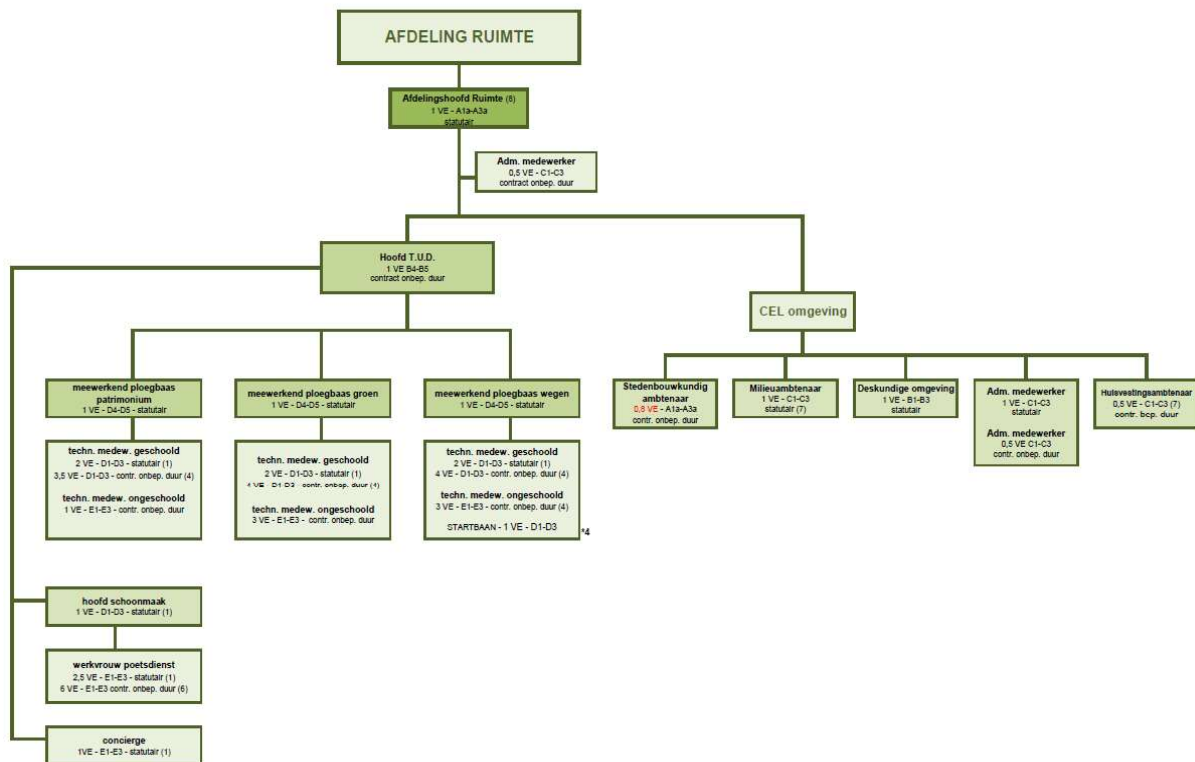 AFDELING RUIMTE
Afdelingshoofd Ruimte (8)
1 VE - A1a-A3a
statutair
Adm. medewerker
0,5 VE - C1-C3
contract onbep. duur
Hoofd T.U.D.
1 VE B4-B5
contract onbep. duur
CEL omgeving
meewerkend ploegbaas
patrimonium
1 VE - D4-D5 - statutair
meewerkend ploegbaas groen
1 VE - D4-D5 - statutair
meewerkend ploegbaas wegen
1 VE - D4-D5 - statutair
Stedenbouwkundig
ambtenaar
0,8 VE - A1a-A3a
contr. onbep. duur
Milieuambtenaar
1 VE - C1-C3
statutair (7)
Deskundige omgeving
1 VE - B1-B3
statutair
Adm. medewerker
1 VE - C1-C3
statutair
Adm. medewerker
0,5 VE C1-C3
contr. onbep. duur
Huisvestingsambtenaar
0,5 VE - C1-C3 (7)
contr. bep. duur
techn. medew. geschoold
2 VE - D1-D3 - statutair (1)
3,5 VE - D1-D3 - contr. onbep. duur (4)
techn. medew. ongeschoold
1 VE - E1-E3 - contr. onbep. duur
techn. medew. geschoold
2 VE - D1-D3 - statutair (1)
4 VE - D1-D3 - contr. onbep. duur (4)
techn. medew. ongeschoold
3 VE - E1-E3 - contr. onbep. duur
techn. medew. geschoold
2 VE - D1-D3 - statutair (1)
4 VE - D1-D3 - contr. onbep. duur (4)
techn. medew. ongeschoold
3 VE - E1-E3 - contr. onbep. duur (4)
STARTBAAN - 1 VE - D1-D3
*4
hoofd schoonmaak
1 VE - D1-D3 - statutair (1)
werkvrouw poetsdienst
2,5 VE - E1-E3 - statutair (1)
6 VE - E1-E3 contr. onbep. duur (6)
concierge
1VE - E1-E3 - statutair (1)